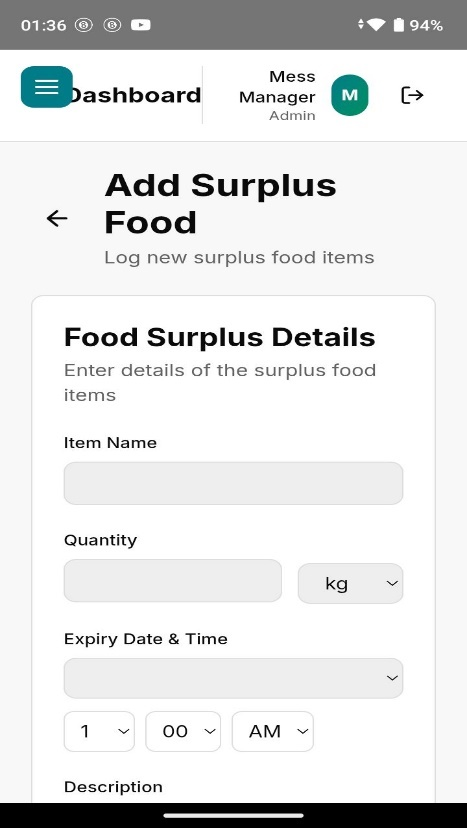 01:36 94%
Dashboard
Mess
Manager
Admin
M
Add Surplus
Food
Log new surplus food items
Food Surplus Details
Enter details of the surplus food
items
Item Name
Quantity
kg
Expiry Date & Time
1 00 AM
Description